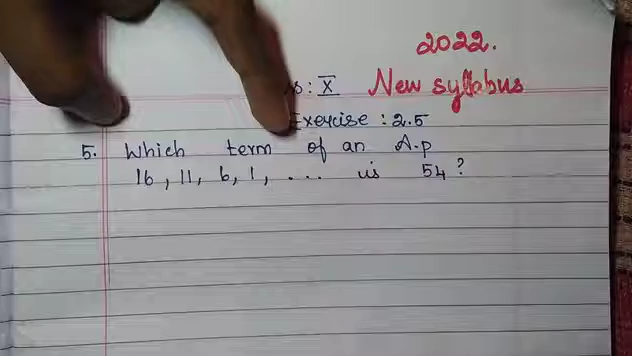 2022.
: X New syllabus
Exercise : 2.5
5. Which term of an A.p
16, 11, 6, 1, ... is 54?